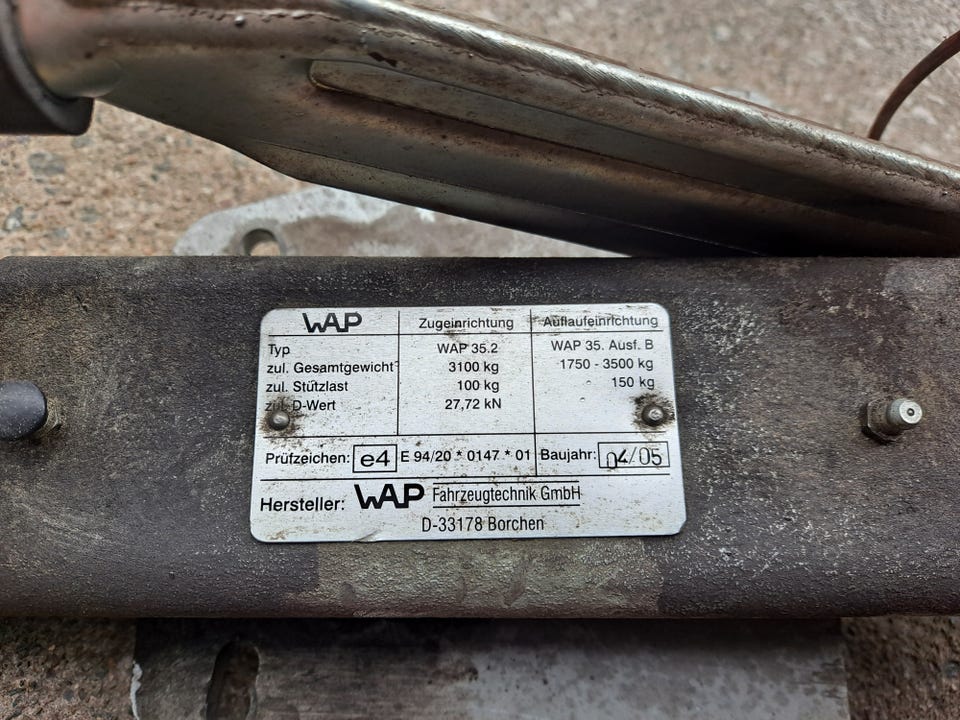 WAP Zugeinrichtung Auflaufeinrichtung
Typ WAP 35.2 WAP 35. Ausf. B
zul. Gesamtgewicht 3100 kg 1750 - 3500 kg
zul. Stützlast 100 kg 150 kg
zul. D-Wert 27,72 kN
Prüfzeichen: e4 E 94/20 * 0147 * 01 Baujahr: 04/05
Hersteller: WAP Fahrzeugtechnik GmbH
D-33178 Borchen